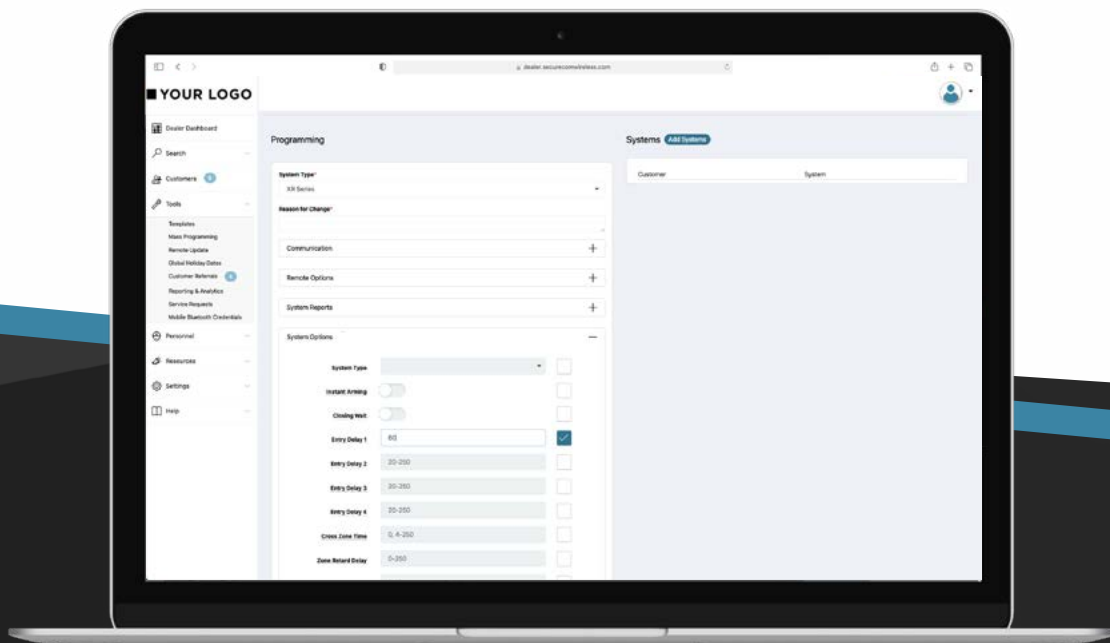 dealer.securecomwireless.com
YOUR LOGO
Dealer Dashboard
Search
Customers
Tools
Templates
Mass Programming
Remote Update
Global Holiday Dates
Customer Referrals
Reporting & Analytics
Service Requests
Mobile Bluetooth Credentials
Personnel
Resources
Settings
Help
Programming
System Type*
XR Series
Reason for Change*
Communication
Remote Options
System Reports
System Options
System Type
Instant Arming
Closing Wait
Entry Delay 1
60
Entry Delay 2
20-250
Entry Delay 3
20-250
Entry Delay 4
20-250
Cross Zone Time
0, 4-250
Zone Retard Delay
0-250
Systems Add Systems
Customer System